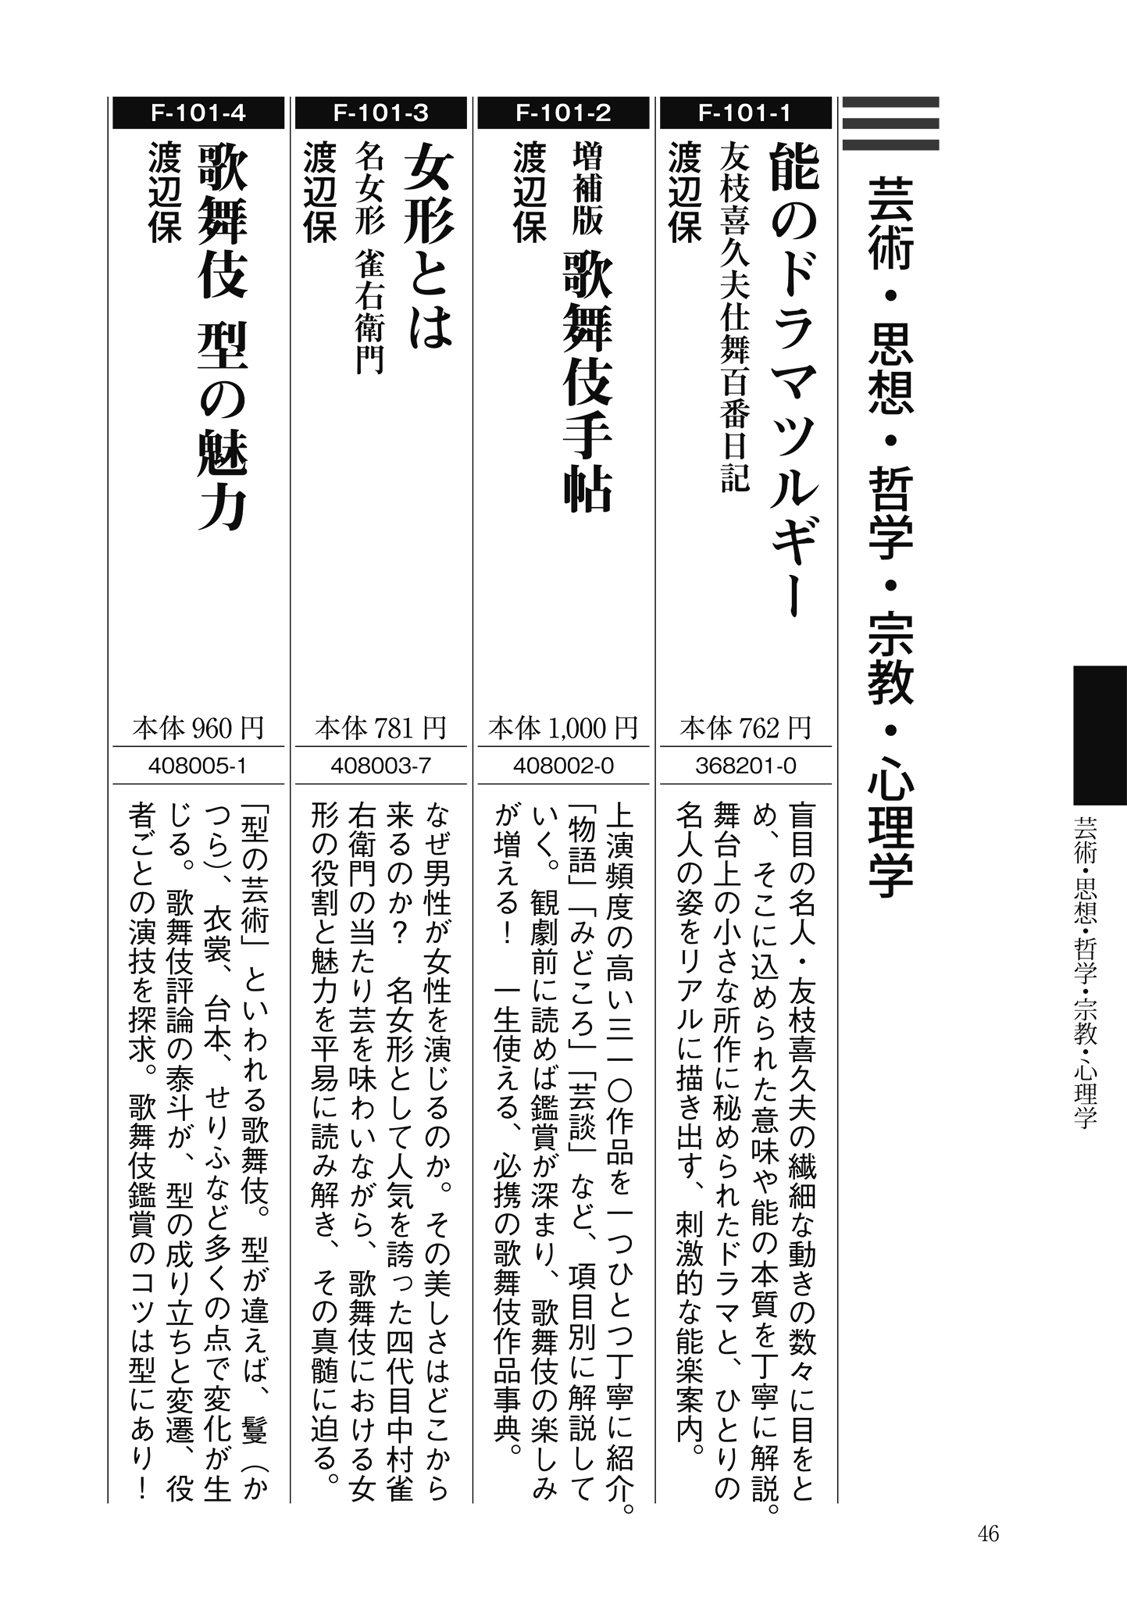 芸術・思想・哲学・宗教・心理学
F-101-1
能のドラマツルギー
友枝喜久夫仕舞百番日記
渡辺保
本体 762 円
368201-0
盲目の名人・友枝喜久夫の繊細な動きの数々に目をと
め、そこに込められた意味や能の本質を丁寧に解説。
舞台上の小さな所作に秘められたドラマと、ひとりの
名人の姿をリアルに描き出す、刺激的な能楽案内。
F-101-2
増補版 歌舞伎手帖
渡辺保
本体 1,000 円
408002-0
上演頻度の高い三一〇作品を一つひとつ丁寧に紹介。
「物語」「みどころ」「芸談」など、項目別に解説して
いく。観劇前に読めば鑑賞が深まり、歌舞伎の楽しみ
が増える！　一生使える、必携の歌舞伎作品事典。
F-101-3
女形とは
名女形 雀右衛門
渡辺保
本体 781 円
408003-7
なぜ男性が女性を演じるのか。その美しさはどこから
来るのか？　名女形として人気を誇った四代目中村雀
右衛門の当たり芸を味わいながら、歌舞伎における女
形の役割と魅力を平易に読み解き、その真髄に迫る。
F-101-4
歌舞伎 型の魅力
渡辺保
本体 960 円
408005-1
「型の芸術」といわれる歌舞伎。型が違えば、鬘（か
つら）、衣裳、台本、せりふなど多くの点で変化が生
じる。歌舞伎評論の泰斗が、型の成り立ちと変遷、役
者ごとの演技を探求。歌舞伎鑑賞のコツは型にあり！
芸術・思想・哲学・宗教・心理学
46